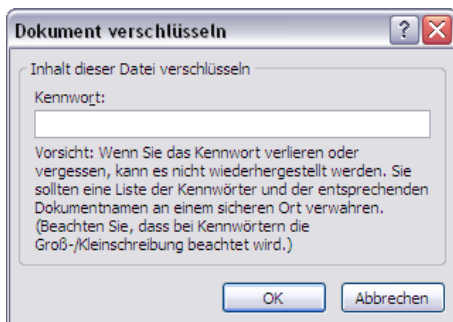 Dokument verschlüsseln
Inhalt dieser Datei verschlüsseln
Kennwort:
Vorsicht: Wenn Sie das Kennwort verlieren oder
vergessen, kann es nicht wiederhergestellt werden. Sie
sollten eine Liste der Kennwörter und der entsprechenden
Dokumentnamen an einem sicheren Ort verwahren.
(Beachten Sie, dass bei Kennwörtern die
Groß-/Kleinschreibung beachtet wird.)
OK Abbrechen